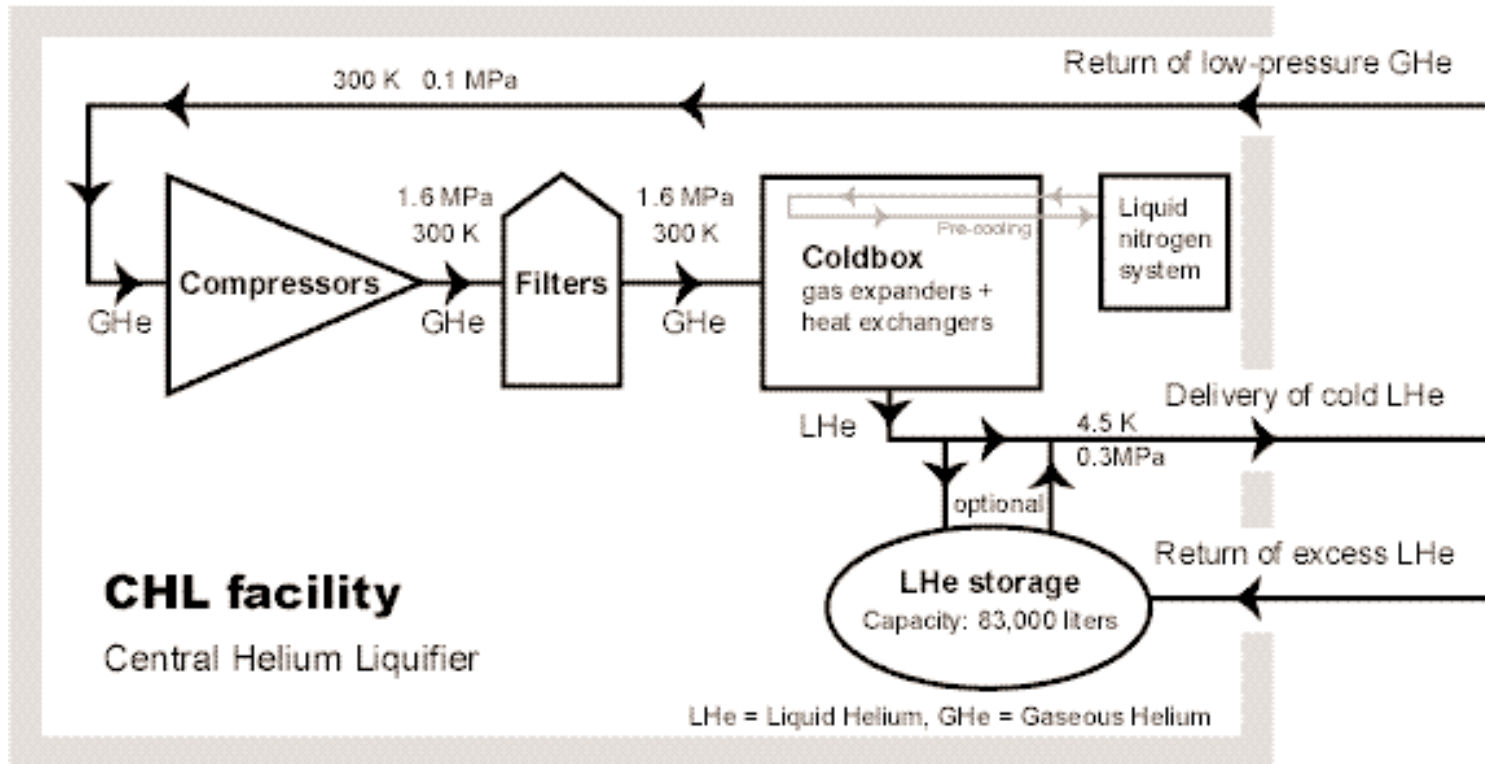 Return of low-pressure GHe
300 K 0.1 MPa
1.6 MPa
300 K
1.6 MPa
300 K
Compressors
Filters
GHe
GHe
GHe
Pre-cooling
Coldbox
gas expanders +
heat exchangers
Liquid
nitrogen
system
LHe
4.5 K
0.3MPa
Delivery of cold LHe
optional
Return of excess LHe
LHe storage
Capacity: 83,000 liters
CHL facility
Central Helium Liquifier
LHe = Liquid Helium, GHe = Gaseous Helium